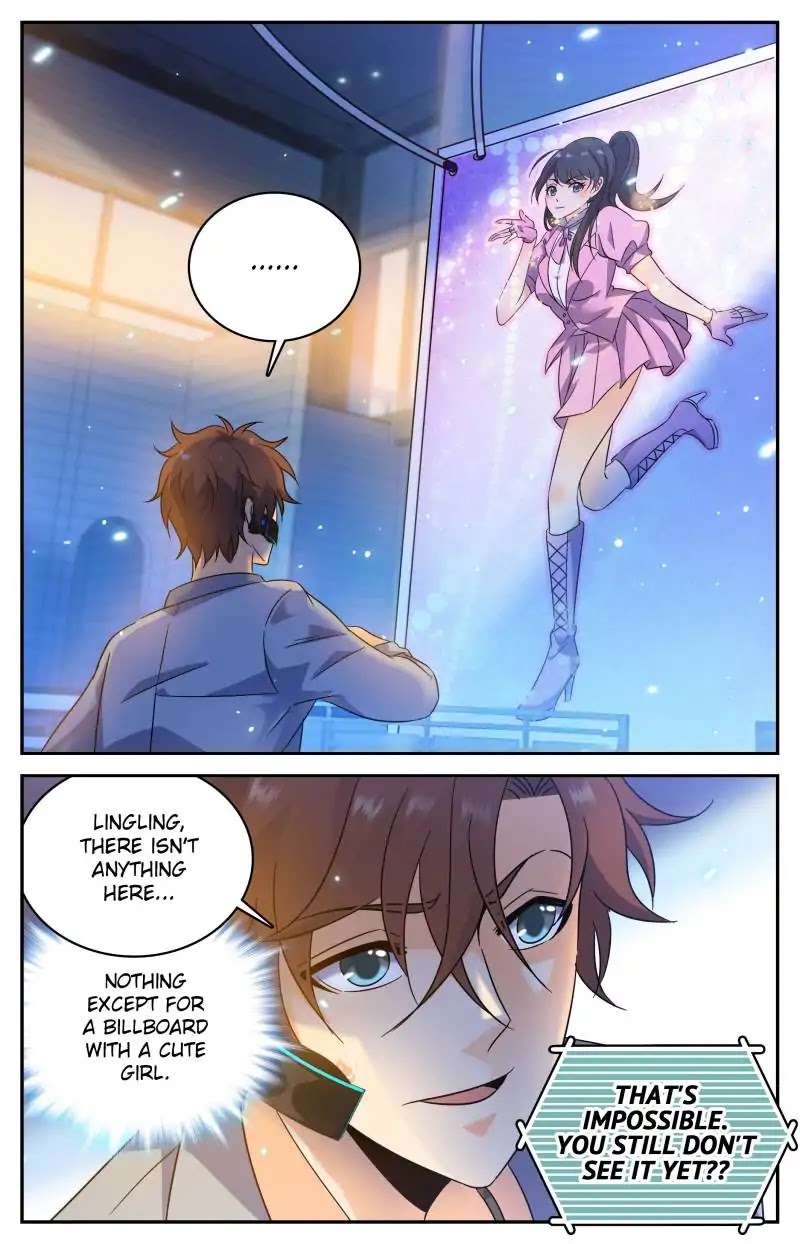 ......
LINGLING,
THERE ISN'T
ANYTHING
HERE...
NOTHING
EXCEPT FOR
A BILLBOARD
WITH A CUTE
GIRL.
THAT'S
IMPOSSIBLE.
YOU STILL DON'T
SEE IT YET??